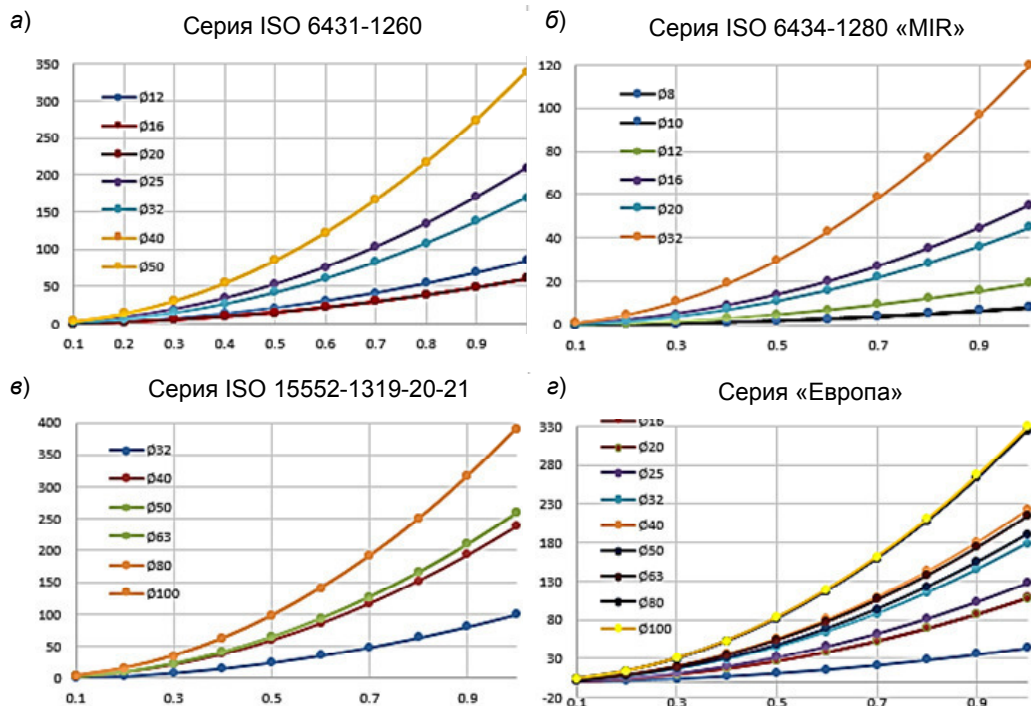 а) Серия ISO 6431-1260
350
300
250
200
150
100
50
0
Ø12
Ø16
Ø20
Ø25
Ø32
Ø40
Ø50
0.1 0.2 0.3 0.4 0.5 0.6 0.7 0.8 0.9
б) Серия ISO 6434-1280 «MIR»
120
100
80
60
40
20
0
Ø8
Ø10
Ø12
Ø16
Ø20
Ø32
0.1 0.3 0.5 0.7 0.9
в) Серия ISO 15552-1319-20-21
400
350
300
250
200
150
100
50
0
Ø32
Ø40
Ø50
Ø63
Ø80
Ø100
0.1 0.3 0.5 0.7 0.9
г) Серия «Европа»
330
280
230
180
130
80
30
-20
Ø16
Ø20
Ø25
Ø32
Ø40
Ø50
Ø63
Ø80
Ø100
0.1 0.3 0.5 0.7 0.9